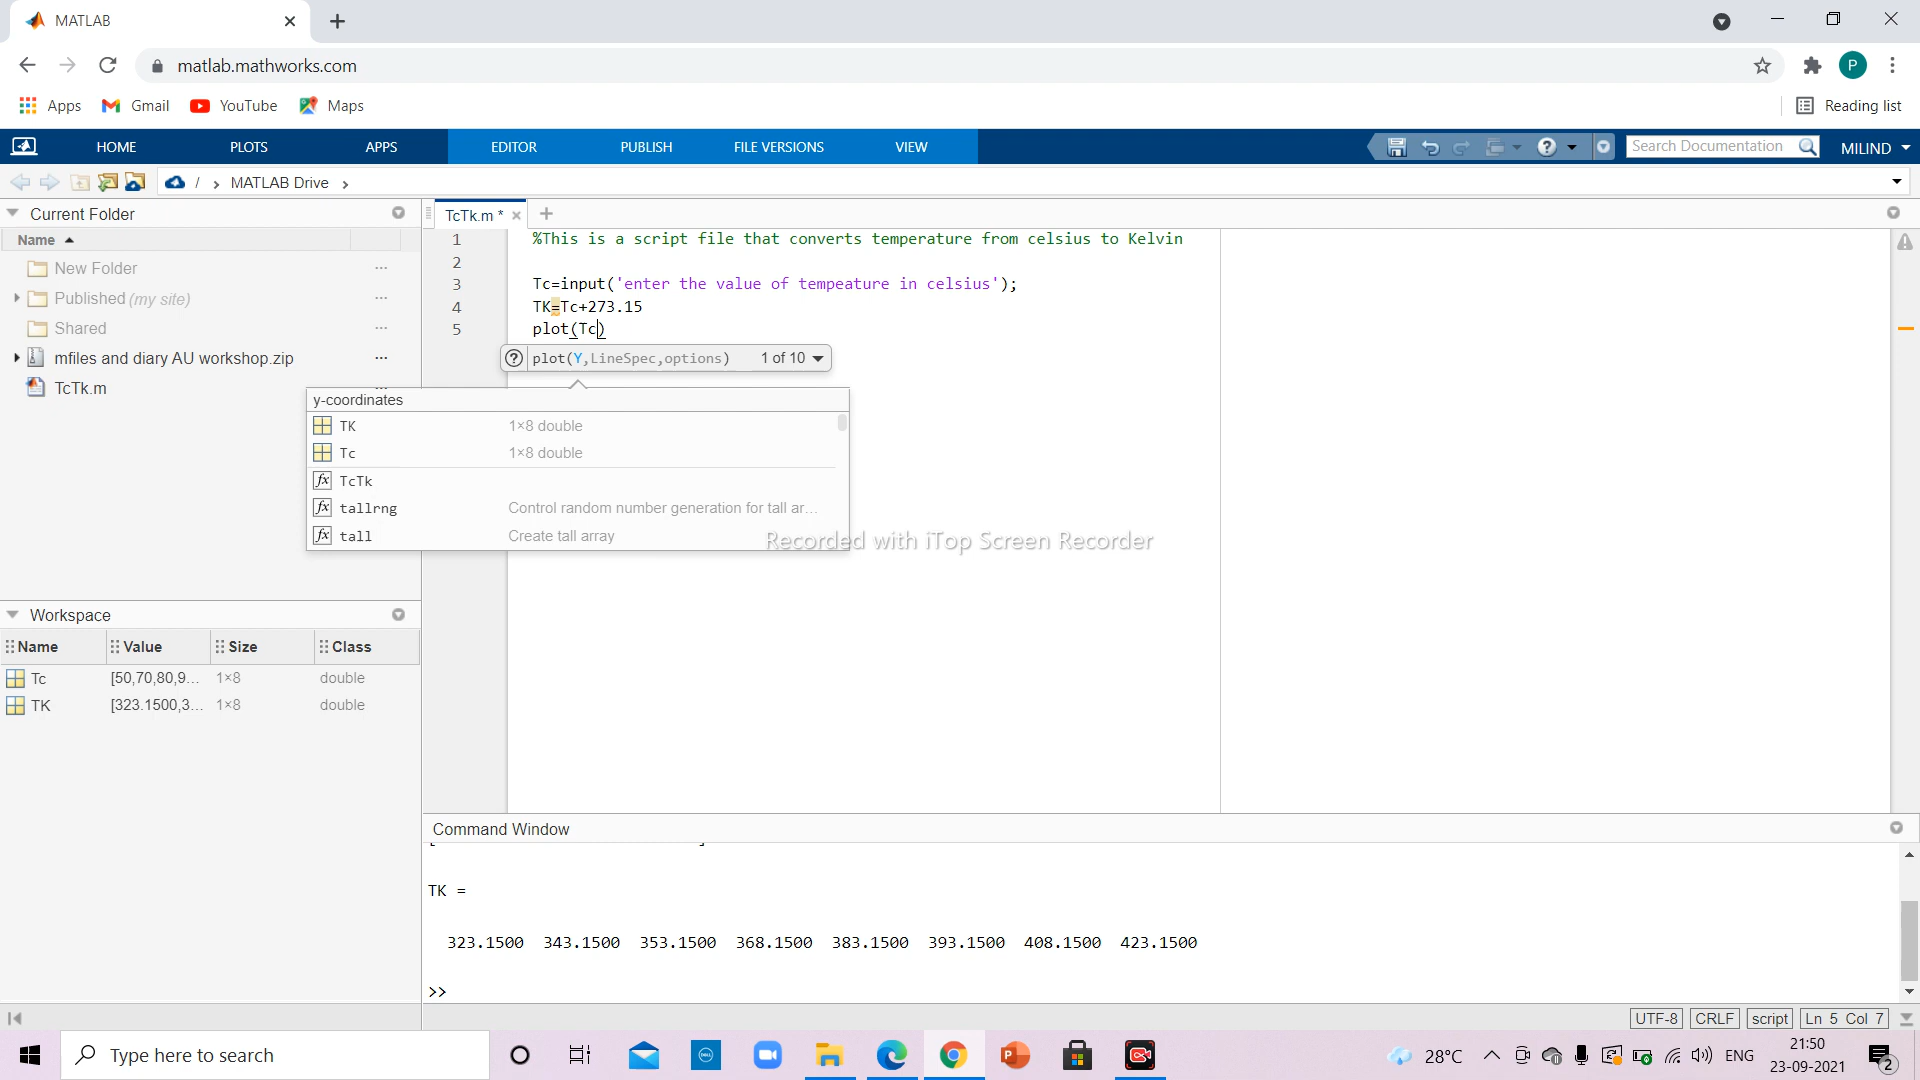 MATLAB
matlab.mathworks.com
P
Apps
Gmail
YouTube
Maps
Reading list
HOME
PLOTS
APPS
EDITOR
PUBLISH
FILE VERSIONS
VIEW
Search Documentation
MILIND
/ › MATLAB Drive ›
Current Folder
Name
New Folder
Published (my site)
Shared
mfiles and diary AU workshop.zip
TcTk.m
TcTk.m *
1 %This is a script file that converts temperature from celsius to Kelvin
2
3 Tc=input('enter the value of tempeature in celsius');
4 TK=Tc+273.15
5 plot(Tc)
plot(Y,LineSpec,options) 1 of 10
y-coordinates
TK 1×8 double
Tc 1×8 double
fx TcTk
fx tallrng Control random number generation for tall ar...
fx tall Create tall array
Recorded with iTop Screen Recorder
Workspace
Name Value Size Class
Tc [50,70,80,9... 1×8 double
TK [323.1500,3... 1×8 double
Command Window
TK =
323.1500 343.1500 353.1500 368.1500 383.1500 393.1500 408.1500 423.1500
>>
UTF-8 CRLF script Ln 5 Col 7
Type here to search
DELL
28°C
ENG
21:50
23-09-2021
2